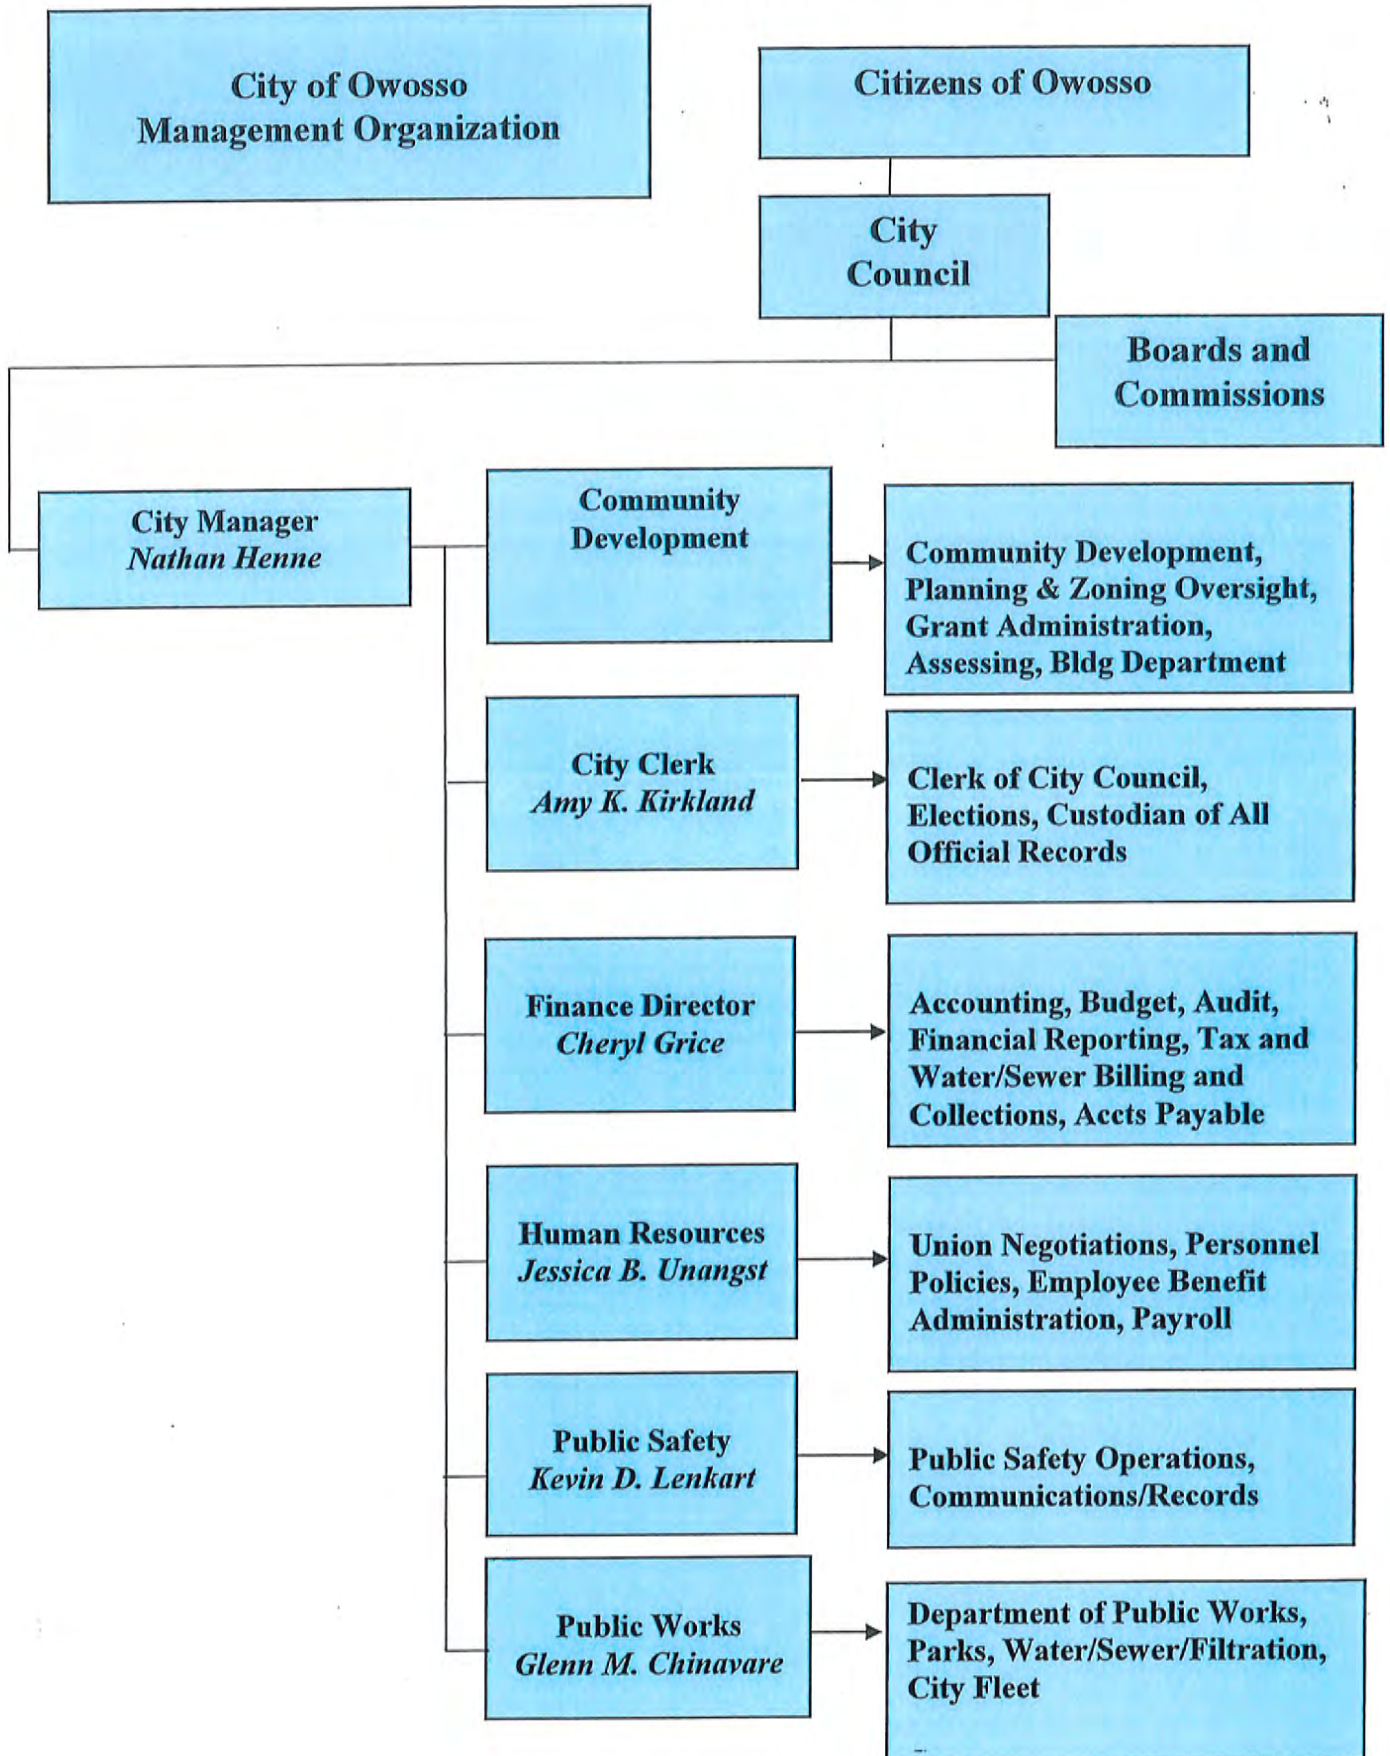 City of Owosso
Management Organization
Citizens of Owosso
City
Council
Boards and
Commissions
City Manager
Nathan Henne
Community
Development
Community Development,
Planning & Zoning Oversight,
Grant Administration,
Assessing, Bldg Department
City Clerk
Amy K. Kirkland
Clerk of City Council,
Elections, Custodian of All
Official Records
Finance Director
Cheryl Grice
Accounting, Budget, Audit,
Financial Reporting, Tax and
Water/Sewer Billing and
Collections, Accts Payable
Human Resources
Jessica B. Unangst
Union Negotiations, Personnel
Policies, Employee Benefit
Administration, Payroll
Public Safety
Kevin D. Lenkart
Public Safety Operations,
Communications/Records
Public Works
Glenn M. Chinavare
Department of Public Works,
Parks, Water/Sewer/Filtration,
City Fleet